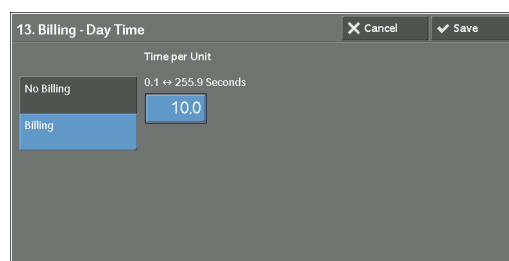 13. Billing - Day Time
Cancel
Save
Time per Unit
0.1 ↔ 255.9 Seconds
No Billing
10.0
Billing